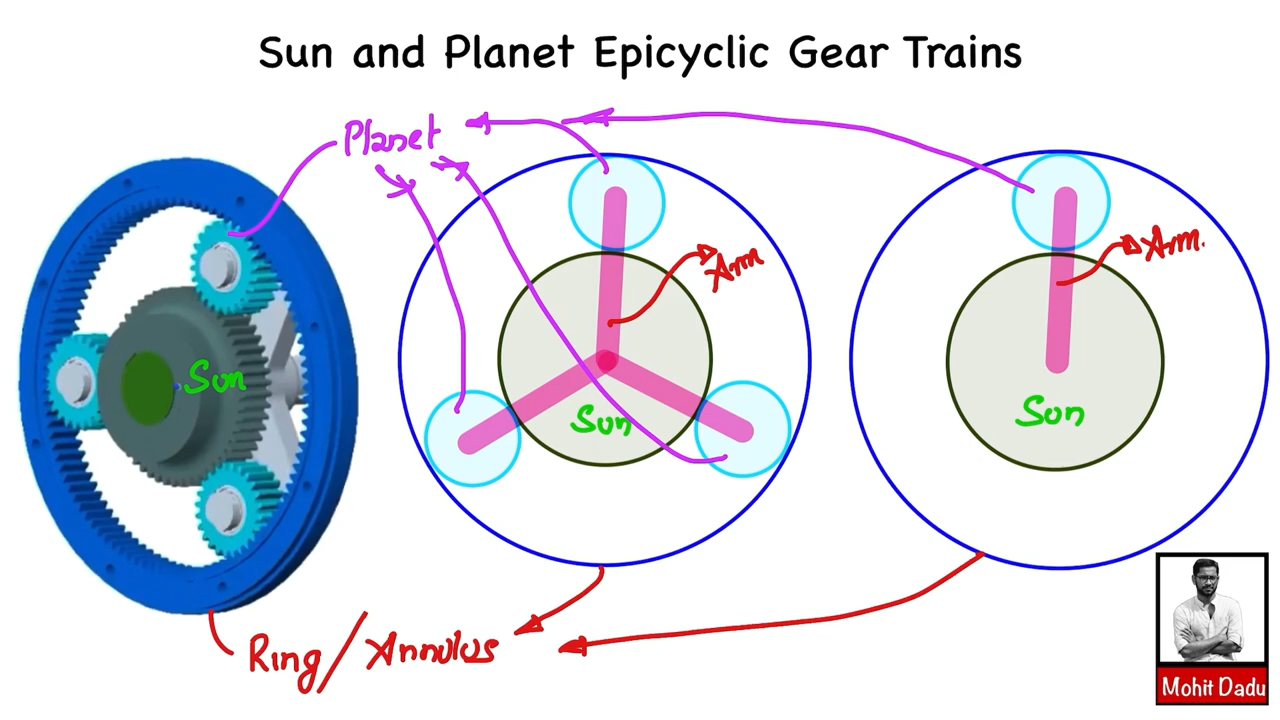 Sun and Planet Epicyclic Gear Trains
Planet
Arm
Arm.
Sun
Sun
Sun
Ring/Annulus
Mohit Dadu